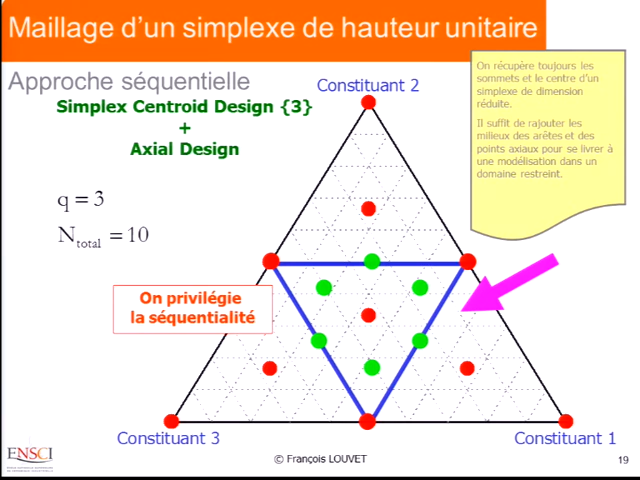 Maillage d'un simplexe de hauteur unitaire
Approche séquentielle
Simplex Centroid Design {3}
+
Axial Design
q = 3
N total = 10
On privilégie
la séquentialité
Constituant 2
Constituant 3
Constituant 1
On récupère toujours les
sommets et le centre d'un
simplexe de dimension
réduite.
Il suffit de rajouter les
milieux des arêtes et des
points axiaux pour se livrer à
une modélisation dans un
domaine restreint.
ENSCI
© François LOUVET
19